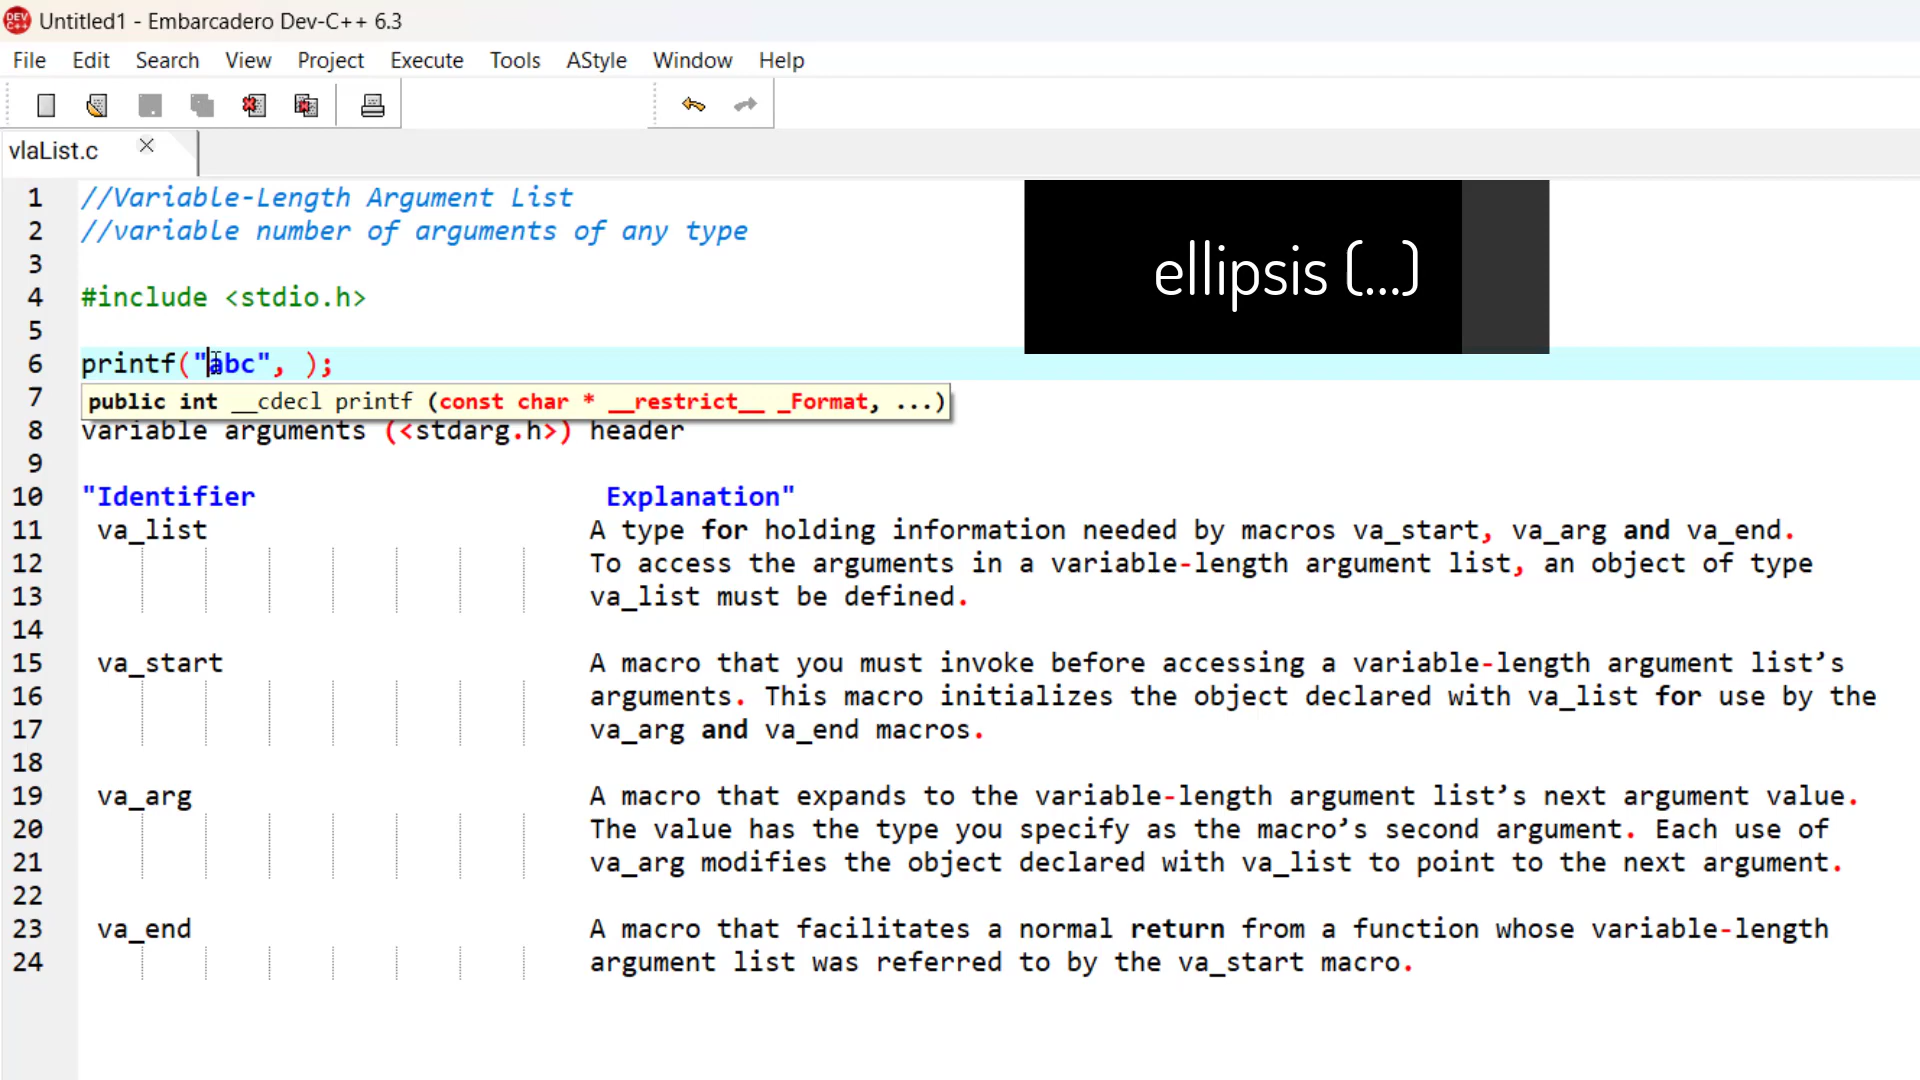 DEV C++ Untitled1 - Embarcadero Dev-C++ 6.3
File Edit Search View Project Execute Tools AStyle Window Help
vlaList.c
1 //Variable-Length Argument List
2 //variable number of arguments of any type
3
4 #include <stdio.h>
5
ellipsis (...)
6 printf("abc", );
7 public int __cdecl printf (const char * __restrict__ _Format, ...)
8 variable arguments (<stdarg.h>) header
9
10 "Identifier Explanation"
11 va_list A type for holding information needed by macros va_start, va_arg and va_end.
12 To access the arguments in a variable-length argument list, an object of type
13 va_list must be defined.
14
15 va_start A macro that you must invoke before accessing a variable-length argument list’s
16 arguments. This macro initializes the object declared with va_list for use by the
17 va_arg and va_end macros.
18
19 va_arg A macro that expands to the variable-length argument list’s next argument value.
20 The value has the type you specify as the macro’s second argument. Each use of
21 va_arg modifies the object declared with va_list to point to the next argument.
22
23 va_end A macro that facilitates a normal return from a function whose variable-length
24 argument list was referred to by the va_start macro.